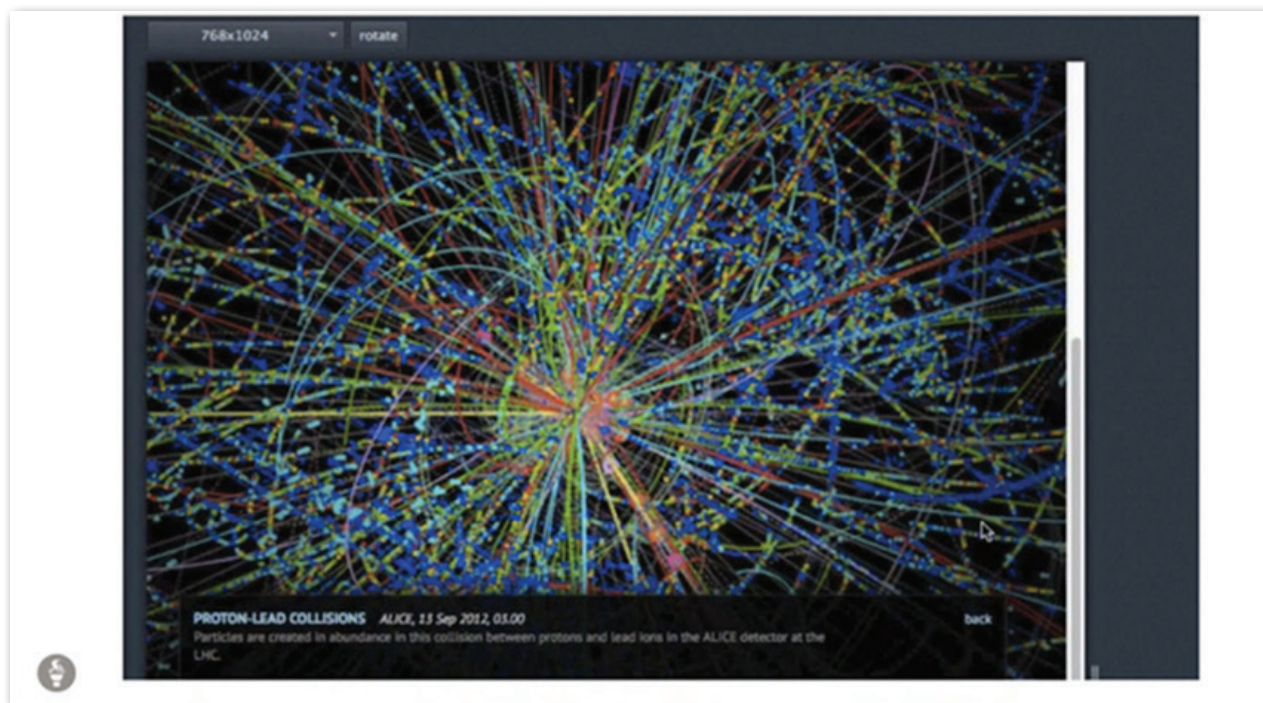 768x1024 rotate
PROTON-LEAD COLLISIONS ALICE, 13 Sep 2012, 03.00 back
Particles are created in abundance in this collision between protons and lead ions in the ALICE detector at the
LHC.